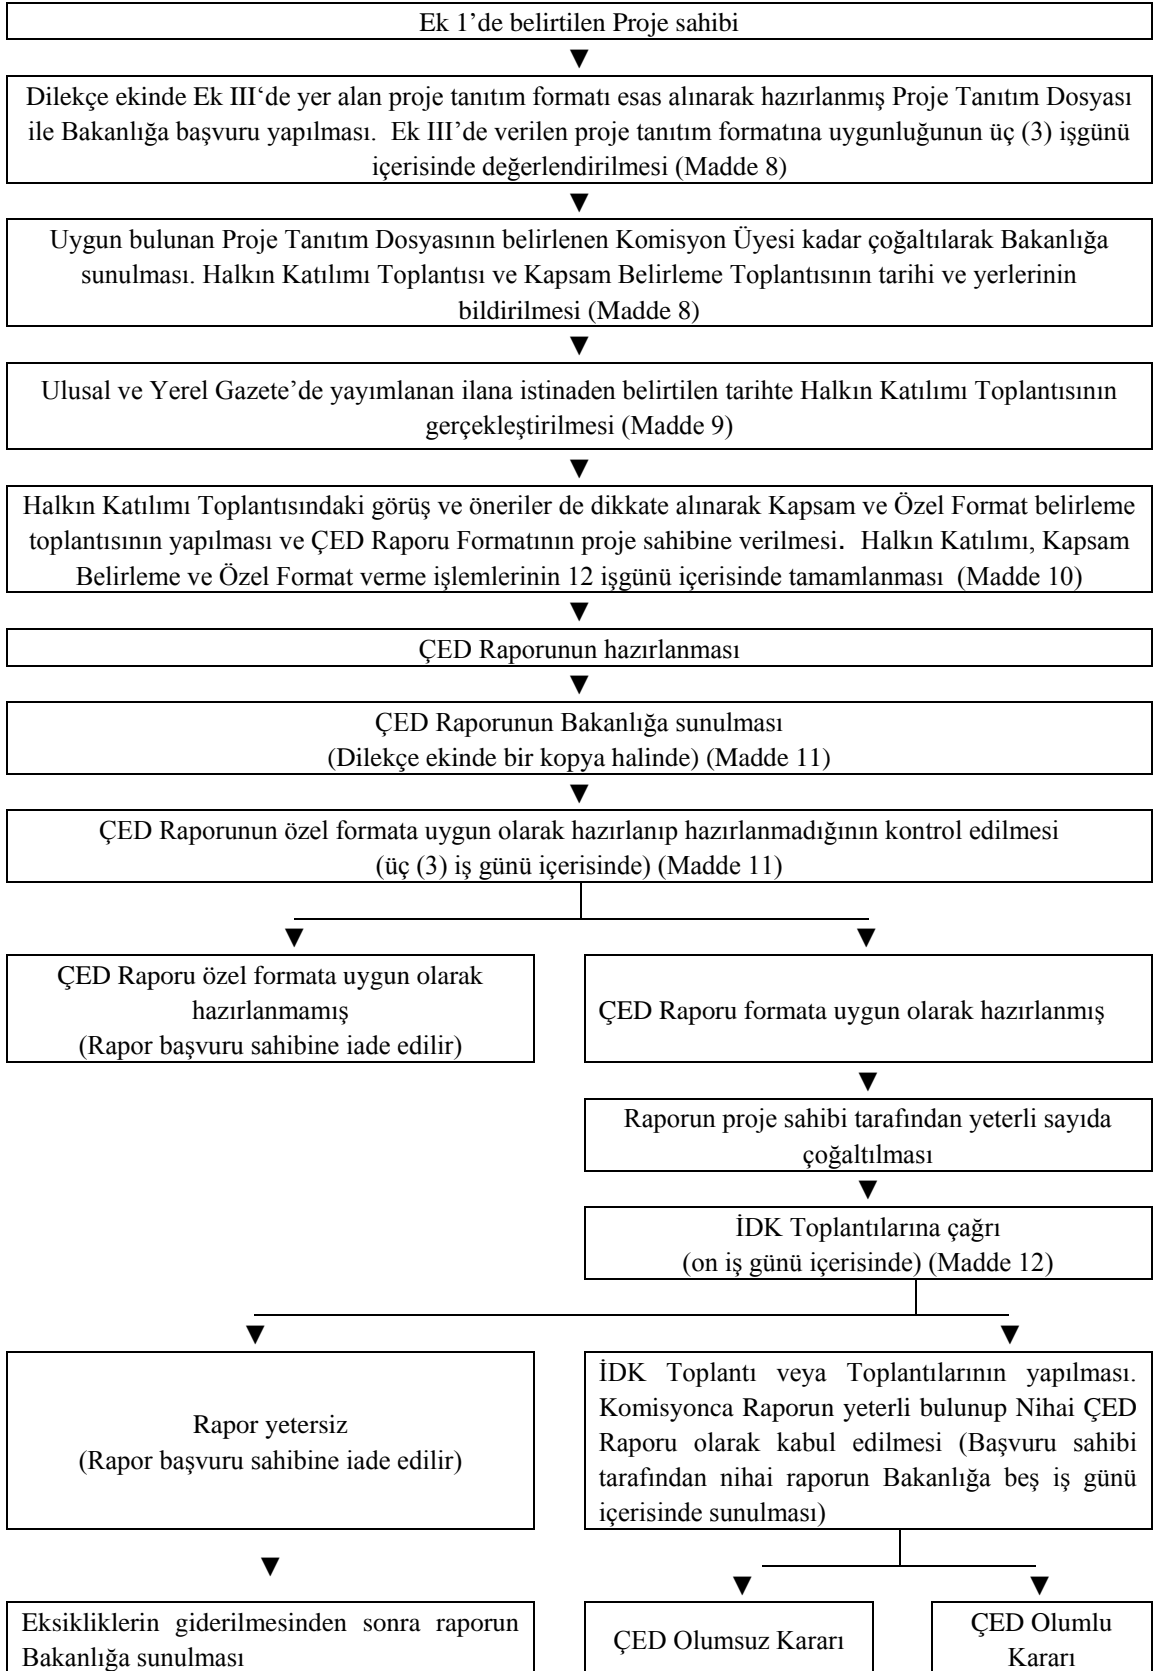 Ek 1’de belirtilen Proje sahibi
Dilekçe ekinde Ek III‘de yer alan proje tanıtım formatı esas alınarak hazırlanmış Proje Tanıtım Dosyası
ile Bakanlığa başvuru yapılması. Ek III’de verilen proje tanıtım formatına uygunluğunun üç (3) işgünü
içerisinde değerlendirilmesi (Madde 8)
Uygun bulunan Proje Tanıtım Dosyasının belirlenen Komisyon Üyesi kadar çoğaltılarak Bakanlığa
sunulması. Halkın Katılımı Toplantısı ve Kapsam Belirleme Toplantısının tarihi ve yerlerinin
bildirilmesi (Madde 8)
Ulusal ve Yerel Gazete’de yayımlanan ilana istinaden belirtilen tarihte Halkın Katılımı Toplantısının
gerçekleştirilmesi (Madde 9)
Halkın Katılımı Toplantısındaki görüş ve öneriler de dikkate alınarak Kapsam ve Özel Format belirleme
toplantısının yapılması ve ÇED Raporu Formatının proje sahibine verilmesi. Halkın Katılımı, Kapsam
Belirleme ve Özel Format verme işlemlerinin 12 işgünü içerisinde tamamlanması (Madde 10)
ÇED Raporunun hazırlanması
ÇED Raporunun Bakanlığa sunulması
(Dilekçe ekinde bir kopya halinde) (Madde 11)
ÇED Raporunun özel formata uygun olarak hazırlanıp hazırlanmadığının kontrol edilmesi
(üç (3) iş günü içerisinde) (Madde 11)
ÇED Raporu özel formata uygun olarak
hazırlanmamış
(Rapor başvuru sahibine iade edilir)
ÇED Raporu formata uygun olarak hazırlanmış
Raporun proje sahibi tarafından yeterli sayıda
çoğaltılması
İDK Toplantılarına çağrı
(on iş günü içerisinde) (Madde 12)
Rapor yetersiz
(Rapor başvuru sahibine iade edilir)
İDK Toplantı veya Toplantılarının yapılması.
Komisyonca Raporun yeterli bulunup Nihai ÇED
Raporu olarak kabul edilmesi (Başvuru sahibi
tarafından nihai raporun Bakanlığa beş iş günü
içerisinde sunulması)
Eksikliklerin giderilmesinden sonra raporun
Bakanlığa sunulması
ÇED Olumsuz Kararı
ÇED Olumlu
Kararı